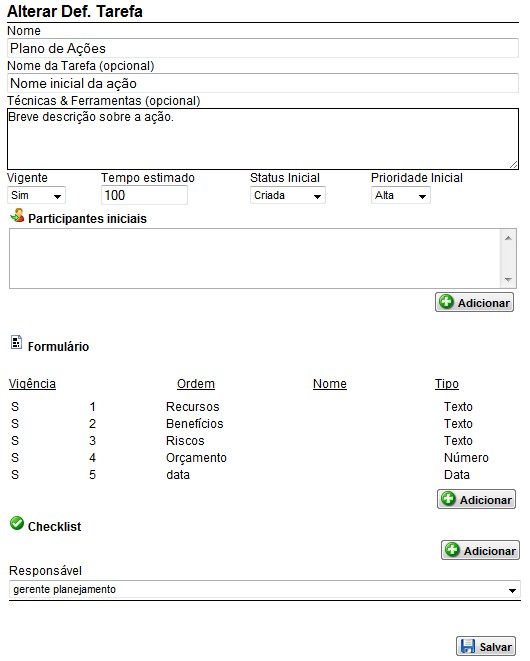 Alterar Def. Tarefa
Nome
Plano de Ações
Nome da Tarefa (opcional)
Nome inicial da ação
Técnicas & Ferramentas (opcional)
Breve descrição sobre a ação.
Vigente Tempo estimado Status Inicial Prioridade Inicial
Sim 100 Criada Alta
Participantes iniciais
Adicionar
Formulário
Vigência Ordem Nome Tipo
S 1 Recursos Texto
S 2 Benefícios Texto
S 3 Riscos Texto
S 4 Orçamento Número
S 5 data Data
Adicionar
Checklist
Adicionar
Responsável
gerente planejamento
Salvar